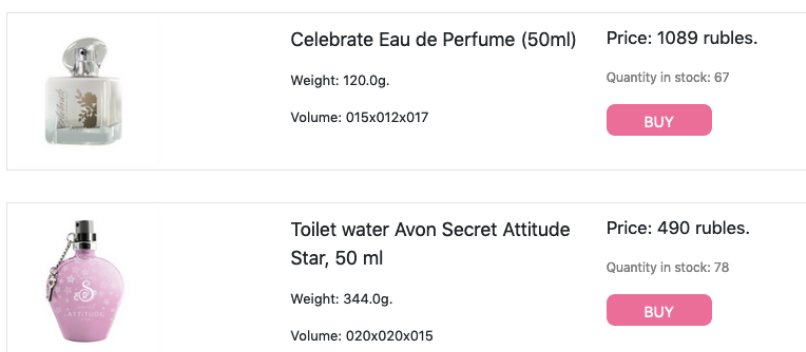 Celebrate Eau de Perfume (50ml)
Weight: 120.0g.
Volume: 015x012x017
Price: 1089 rubles.
Quantity in stock: 67
BUY
Toilet water Avon Secret Attitude
Star, 50 ml
Weight: 344.0g.
Volume: 020x020x015
Price: 490 rubles.
Quantity in stock: 78
BUY
S
ATTITUDE